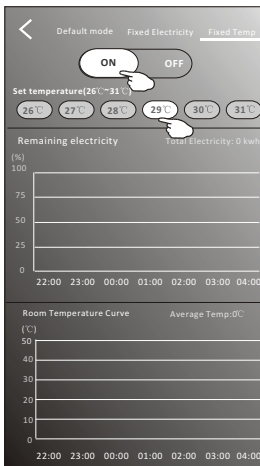 Default mode Fixed Electricity Fixed Temp
ON OFF
Set temperature(26℃~31℃)
26℃ 27℃ 28℃ 29℃ 30℃ 31℃
Remaining electricity Total Electricity: 0 kwh
(%)
100
75
50
25
0
22:00 23:00 00:00 01:00 02:00 03:00 04:00
Room Temperature Curve Average Temp:0℃
(℃)
50
40
30
20
10
0
22:00 23:00 00:00 01:00 02:00 03:00 04:00